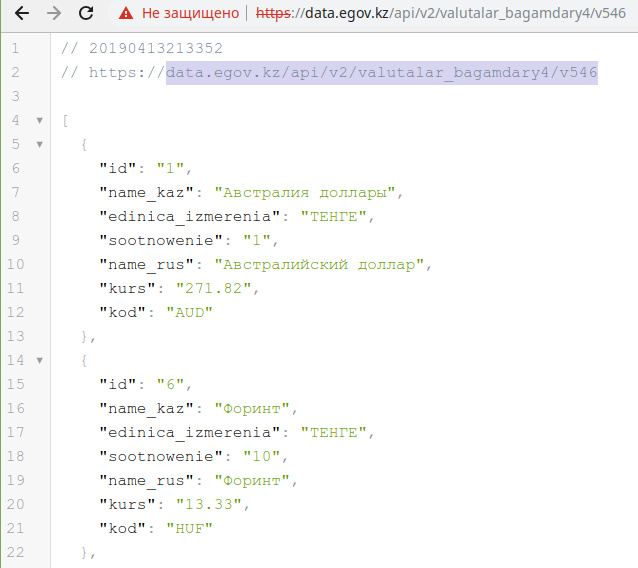 Не защищено | https://data.egov.kz/api/v2/valutalar_bagamdary4/v546
1 // 20190413213352
2 // https://data.egov.kz/api/v2/valutalar_bagamdary4/v546
3
4 [
5 {
6 "id": "1",
7 "name_kaz": "Австралия доллары",
8 "edinica_izmerenia": "ТЕНГЕ",
9 "sootnowenie": "1",
10 "name_rus": "Австралийский доллар",
11 "kurs": "271.82",
12 "kod": "AUD"
13 },
14 {
15 "id": "6",
16 "name_kaz": "Форинт",
17 "edinica_izmerenia": "ТЕНГЕ",
18 "sootnowenie": "10",
19 "name_rus": "Форинт",
20 "kurs": "13.33",
21 "kod": "HUF"
22 },